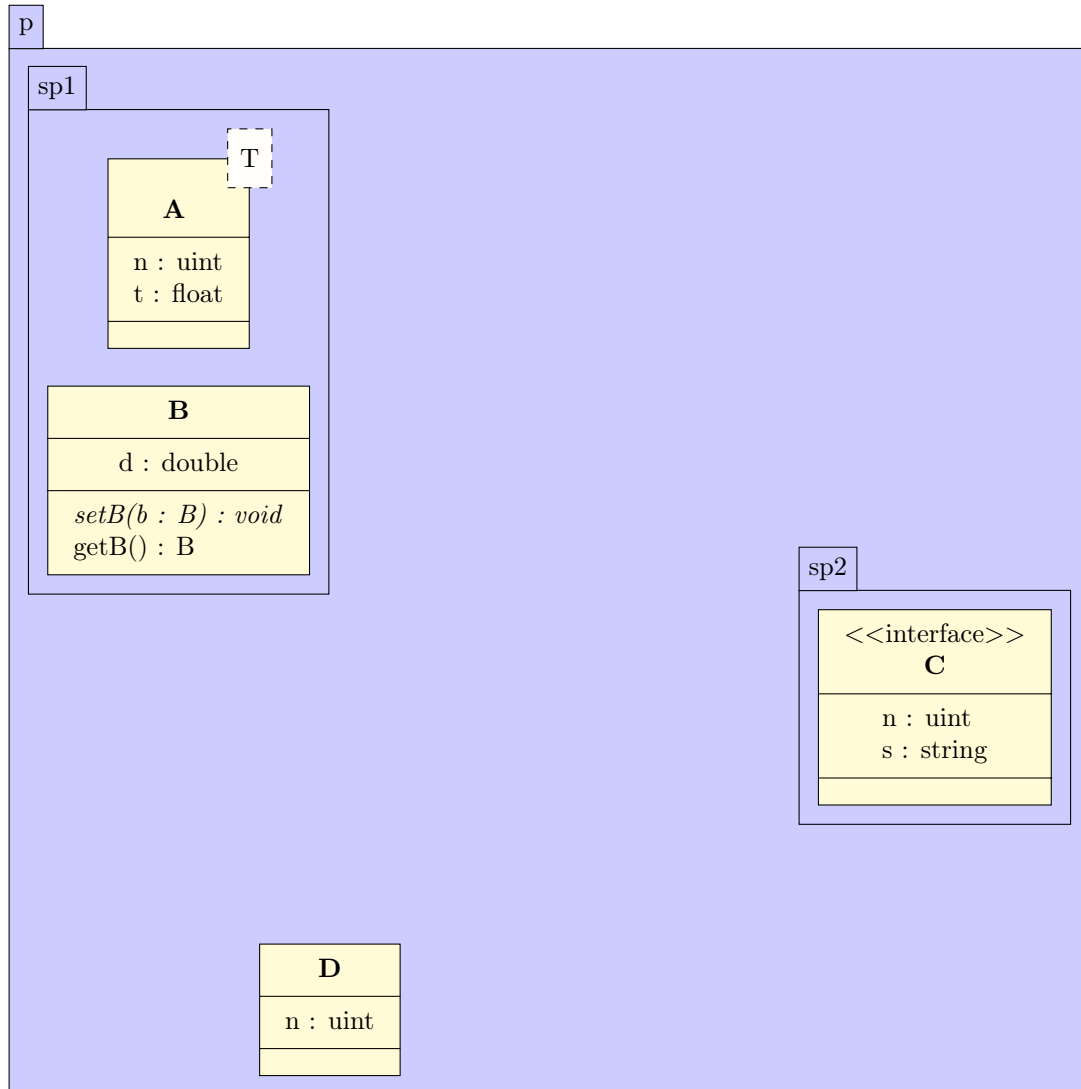 p
sp1
T
A
n : uint
t : float
B
d : double
setB(b : B) : void
getB() : B
sp2
<<interface>>
C
n : uint
s : string
D
n : uint